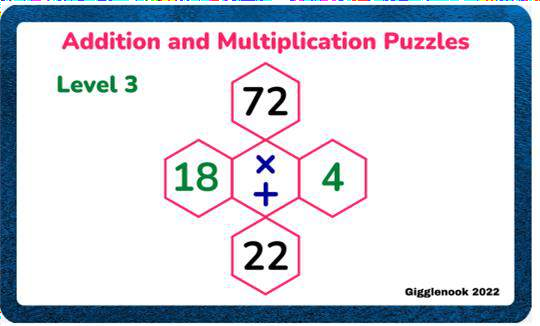 Addition and Multiplication Puzzles
Level 3
72
18 × 4
+
22
Gigglenook 2022